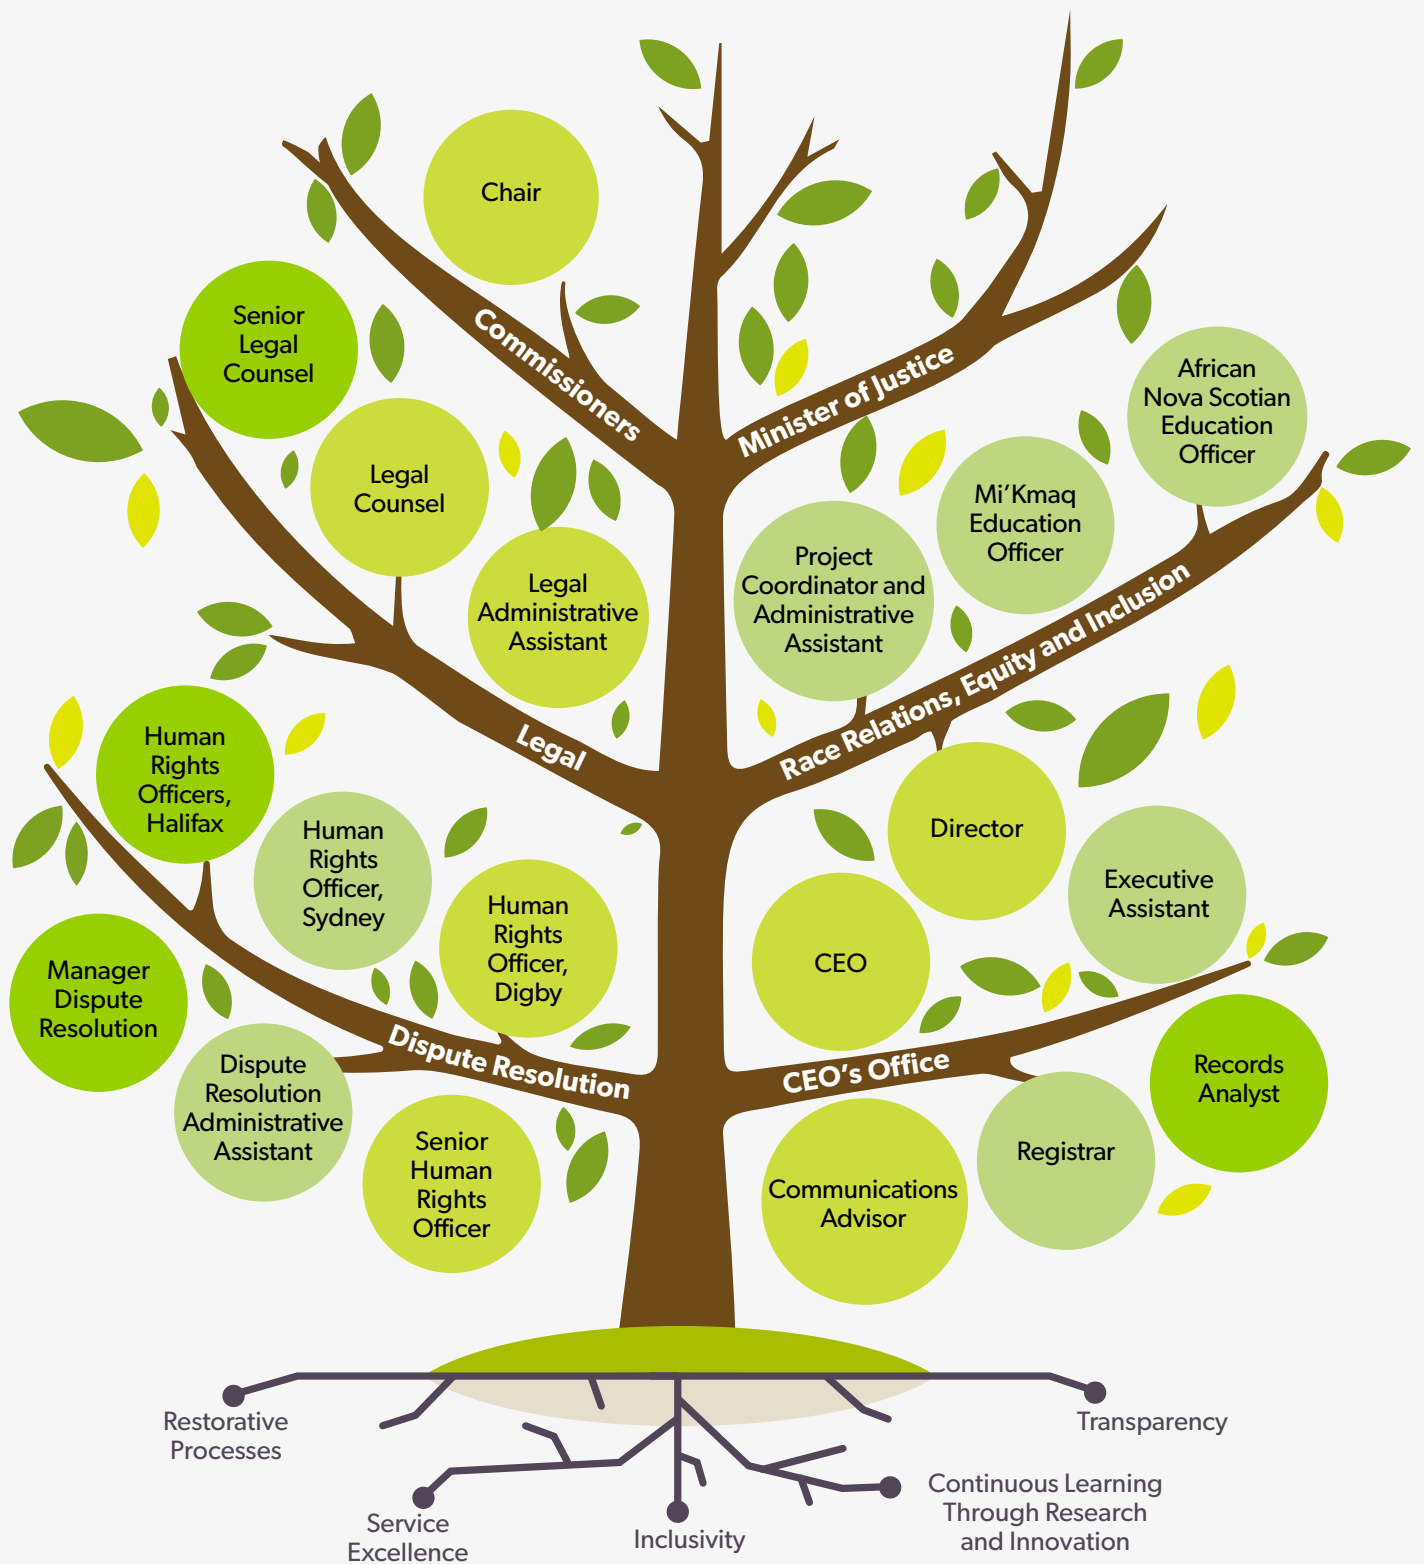 Chair
Commissioners
Minister of Justice
Senior
Legal
Counsel
Legal
Counsel
Legal
Administrative
Assistant
Legal
African
Nova Scotian
Education
Officer
Mi’Kmaq
Education
Officer
Project
Coordinator and
Administrative
Assistant
Race Relations, Equity and Inclusion
Director
Human
Rights
Officers,
Halifax
Human
Rights
Officer,
Sydney
Human
Rights
Officer,
Digby
Manager
Dispute
Resolution
Dispute Resolution
Dispute
Resolution
Administrative
Assistant
Senior
Human
Rights
Officer
CEO
Executive
Assistant
CEO’s Office
Records
Analyst
Registrar
Communications
Advisor
Restorative
Processes
Service
Excellence
Inclusivity
Continuous Learning
Through Research
and Innovation
Transparency